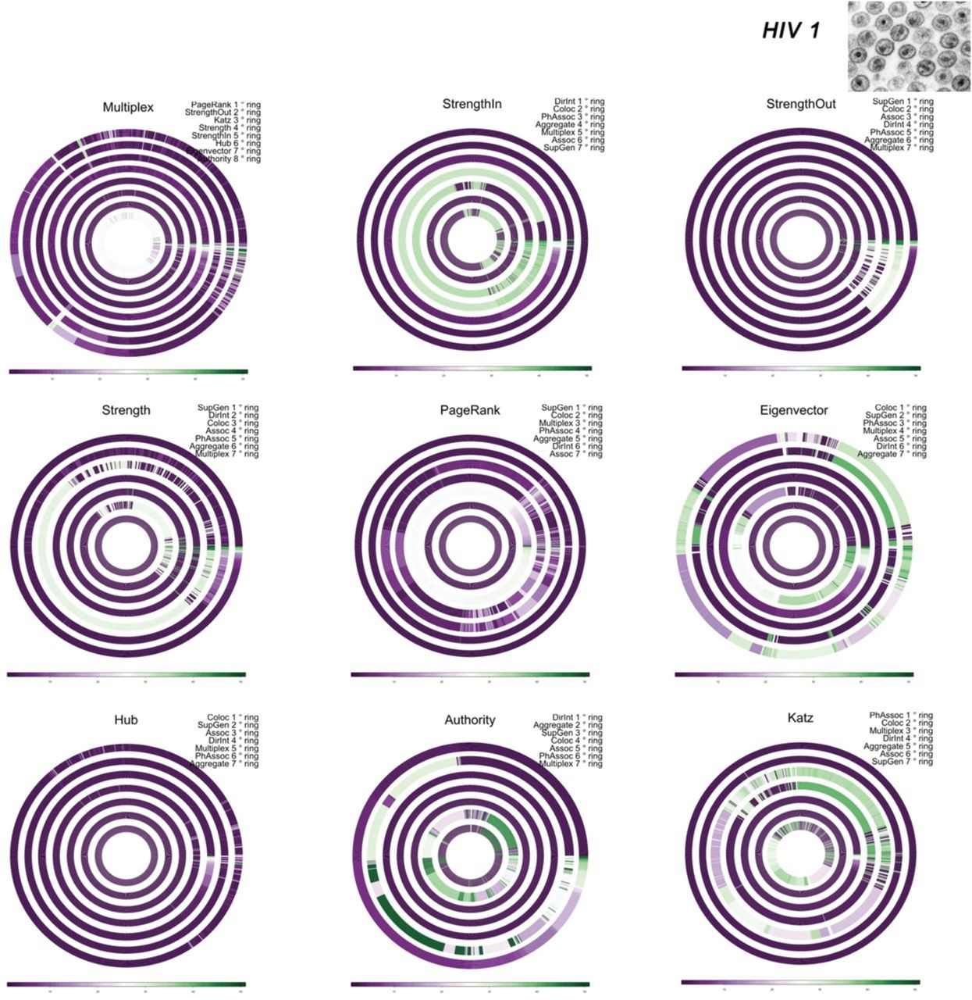 HIV 1
Multiplex
PageRank 1 ° ring
StrengthOut 2 ° ring
Katz 3 ° ring
Strength 4 ° ring
StrengthIn 5 ° ring
Hub 6 ° ring
Eigenvector 7 ° ring
Authority 8 ° ring
StrengthIn
DirInt 1 ° ring
Coloc 2 ° ring
PhAssoc 3 ° ring
Aggregate 4 ° ring
Multiplex 5 ° ring
Assoc 6 ° ring
SupGen 7 ° ring
StrengthOut
SupGen 1 ° ring
Coloc 2 ° ring
Assoc 3 ° ring
DirInt 4 ° ring
PhAssoc 5 ° ring
Aggregate 6 ° ring
Multiplex 7 ° ring
Strength
SupGen 1 ° ring
DirInt 2 ° ring
Coloc 3 ° ring
Assoc 4 ° ring
PhAssoc 5 ° ring
Aggregate 6 ° ring
Multiplex 7 ° ring
PageRank
SupGen 1 ° ring
Coloc 2 ° ring
Multiplex 3 ° ring
PhAssoc 4 ° ring
Aggregate 5 ° ring
DirInt 6 ° ring
Assoc 7 ° ring
Eigenvector
Coloc 1 ° ring
SupGen 2 ° ring
PhAssoc 3 ° ring
Multiplex 4 ° ring
Assoc 5 ° ring
DirInt 6 ° ring
Aggregate 7 ° ring
Hub
Coloc 1 ° ring
SupGen 2 ° ring
Assoc 3 ° ring
DirInt 4 ° ring
Multiplex 5 ° ring
PhAssoc 6 ° ring
Aggregate 7 ° ring
Authority
DirInt 1 ° ring
Aggregate 2 ° ring
SupGen 3 ° ring
Coloc 4 ° ring
Assoc 5 ° ring
PhAssoc 6 ° ring
Multiplex 7 ° ring
Katz
PhAssoc 1 ° ring
Coloc 2 ° ring
Multiplex 3 ° ring
DirInt 4 ° ring
Aggregate 5 ° ring
Assoc 6 ° ring
SupGen 7 ° ring